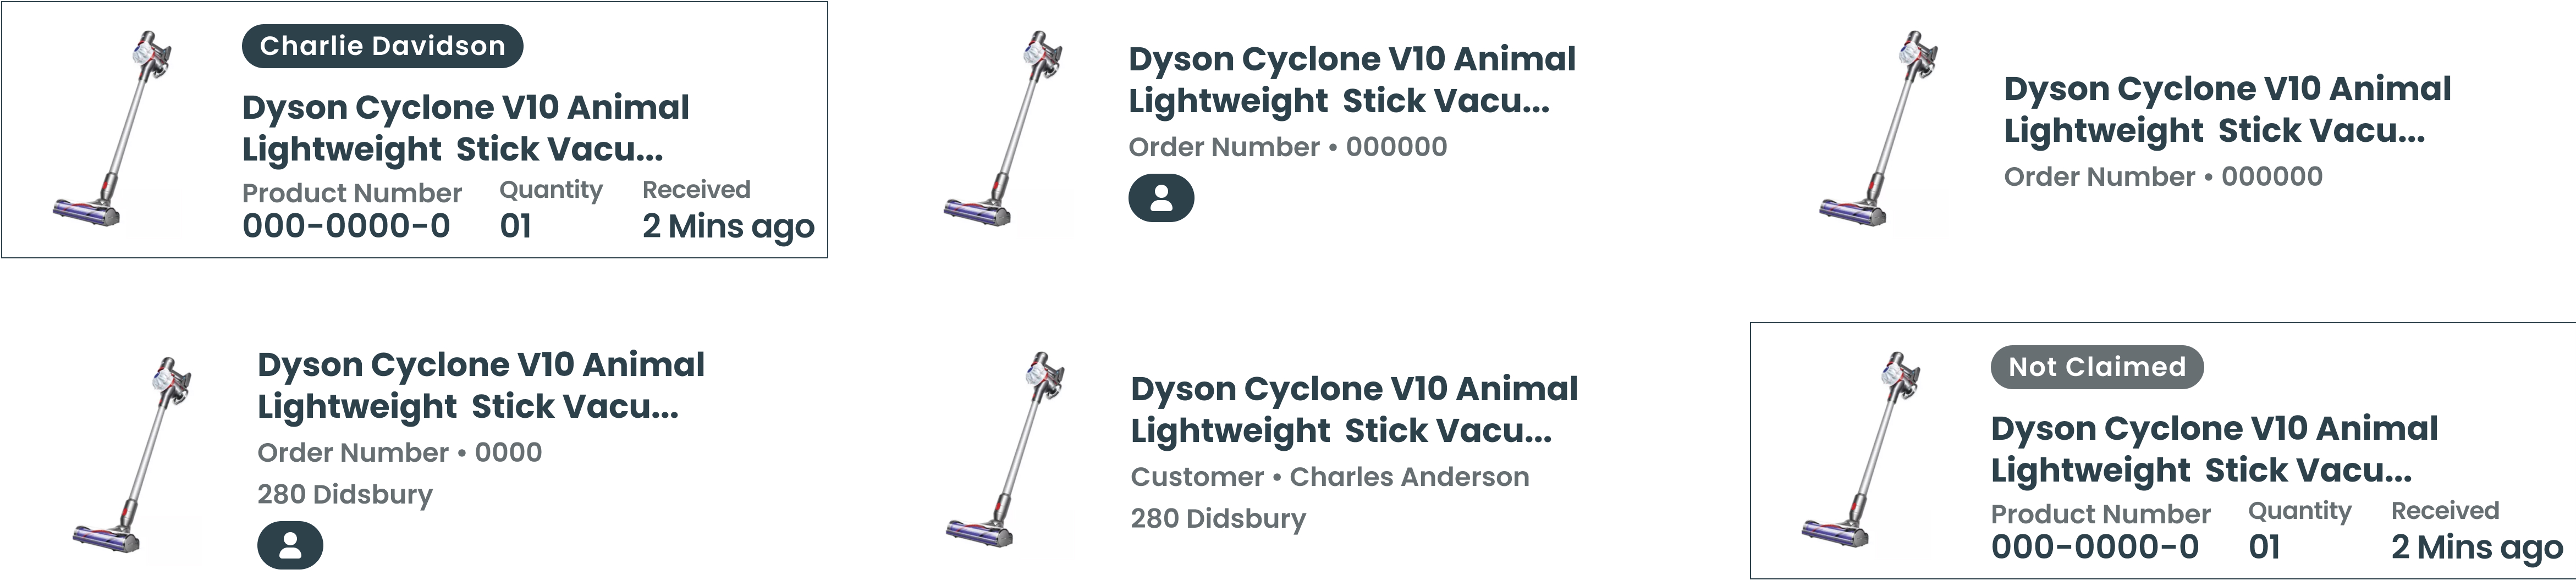 Charlie Davidson
Dyson Cyclone V10 Animal
Lightweight Stick Vacu...
Product Number Quantity Received
000-0000-0 01 2 Mins ago
Dyson Cyclone V10 Animal
Lightweight Stick Vacu...
Order Number • 000000
Dyson Cyclone V10 Animal
Lightweight Stick Vacu...
Order Number • 000000
Dyson Cyclone V10 Animal
Lightweight Stick Vacu...
Order Number • 0000
280 Didsbury
Dyson Cyclone V10 Animal
Lightweight Stick Vacu...
Customer • Charles Anderson
280 Didsbury
Not Claimed
Dyson Cyclone V10 Animal
Lightweight Stick Vacu...
Product Number Quantity Received
000-0000-0 01 2 Mins ago